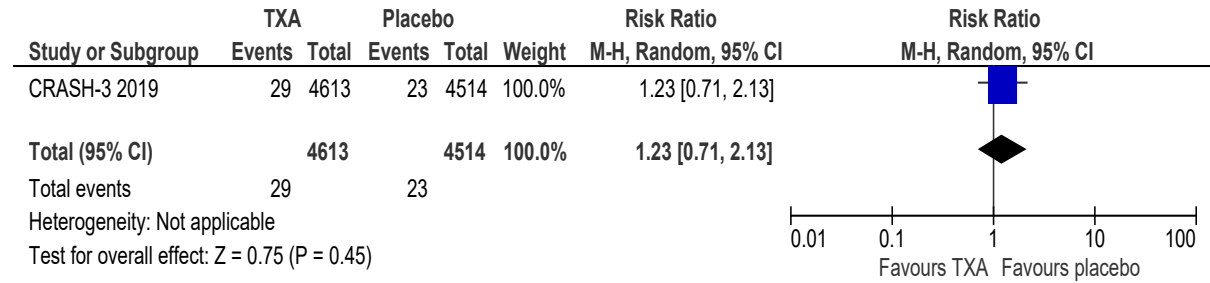 TXA Placebo Risk Ratio Risk Ratio
Study or Subgroup Events Total Events Total Weight M-H, Random, 95% CI M-H, Random, 95% CI
CRASH-3 2019 29 4613 23 4514 100.0% 1.23 [0.71, 2.13]
Total (95% CI) 4613 4514 100.0% 1.23 [0.71, 2.13]
Total events 29 23
Heterogeneity: Not applicable
Test for overall effect: Z = 0.75 (P = 0.45)
0.01 0.1 1 10 100
Favours TXA Favours placebo